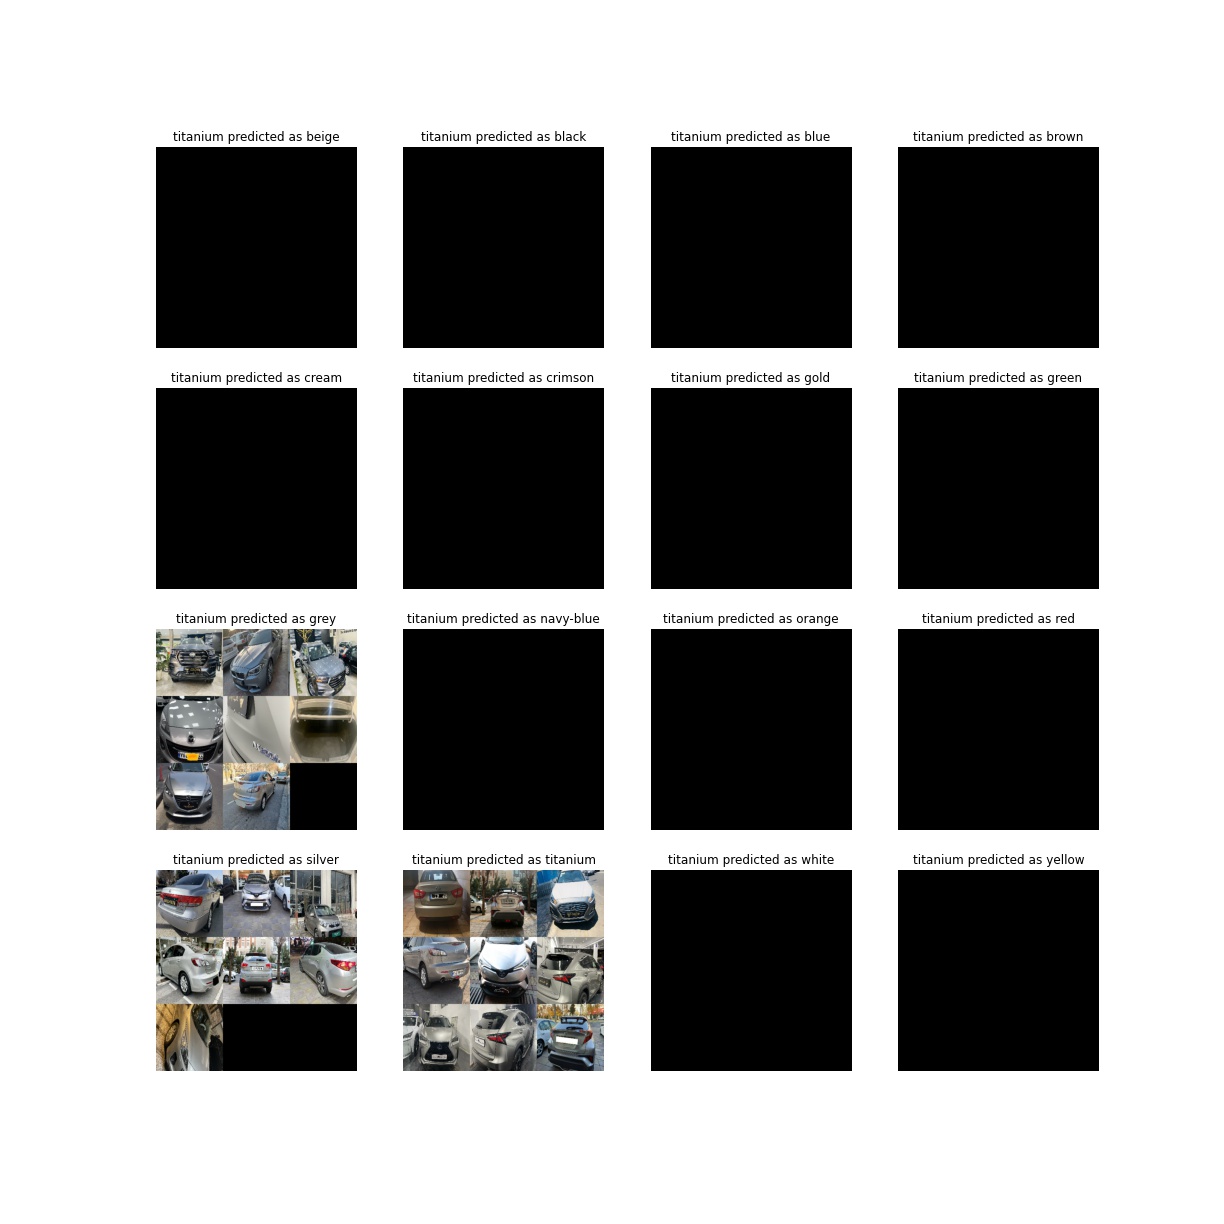 titanium predicted as beige
titanium predicted as black
titanium predicted as blue
titanium predicted as brown
titanium predicted as cream
titanium predicted as crimson
titanium predicted as gold
titanium predicted as green
titanium predicted as grey
titanium predicted as navy-blue
titanium predicted as orange
titanium predicted as red
titanium predicted as silver
titanium predicted as titanium
titanium predicted as white
titanium predicted as yellow